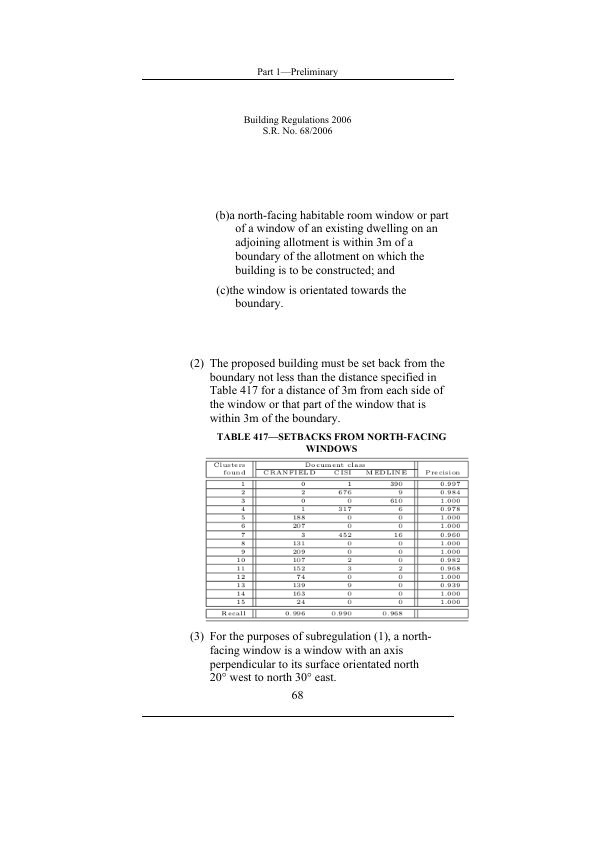 Part 1—Preliminary
Building Regulations 2006
S.R. No. 68/2006
(b)a north-facing habitable room window or part
of a window of an existing dwelling on an
adjoining allotment is within 3m of a
boundary of the allotment on which the
building is to be constructed; and
(c)the window is orientated towards the
boundary.
(2) The proposed building must be set back from the
boundary not less than the distance specified in
Table 417 for a distance of 3m from each side of
the window or that part of the window that is
within 3m of the boundary.
TABLE 417—SETBACKS FROM NORTH-FACING
WINDOWS
Clusters Document class
found CRANFIELD CISI MEDLINE Precision
1 0 1 390 0.997
2 2 676 9 0.984
3 0 0 610 1.000
4 1 317 6 0.978
5 188 0 0 1.000
6 207 0 0 1.000
7 3 452 16 0.960
8 131 0 0 1.000
9 209 0 0 1.000
10 107 2 0 0.982
11 152 3 2 0.968
12 74 0 0 1.000
13 139 9 0 0.939
14 163 0 0 1.000
15 24 0 0 1.000
Recall 0.996 0.990 0.968
(3) For the purposes of subregulation (1), a north-
facing window is a window with an axis
perpendicular to its surface orientated north
20° west to north 30° east.
68